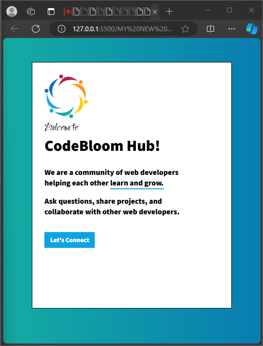 127.0.0.1:5500/MY%20NEW%20...
Welcome to
CodeBloom Hub!
We are a community of web developers
helping each other learn and grow.
Ask questions, share projects, and
collaborate with other web developers.
Let's Connect